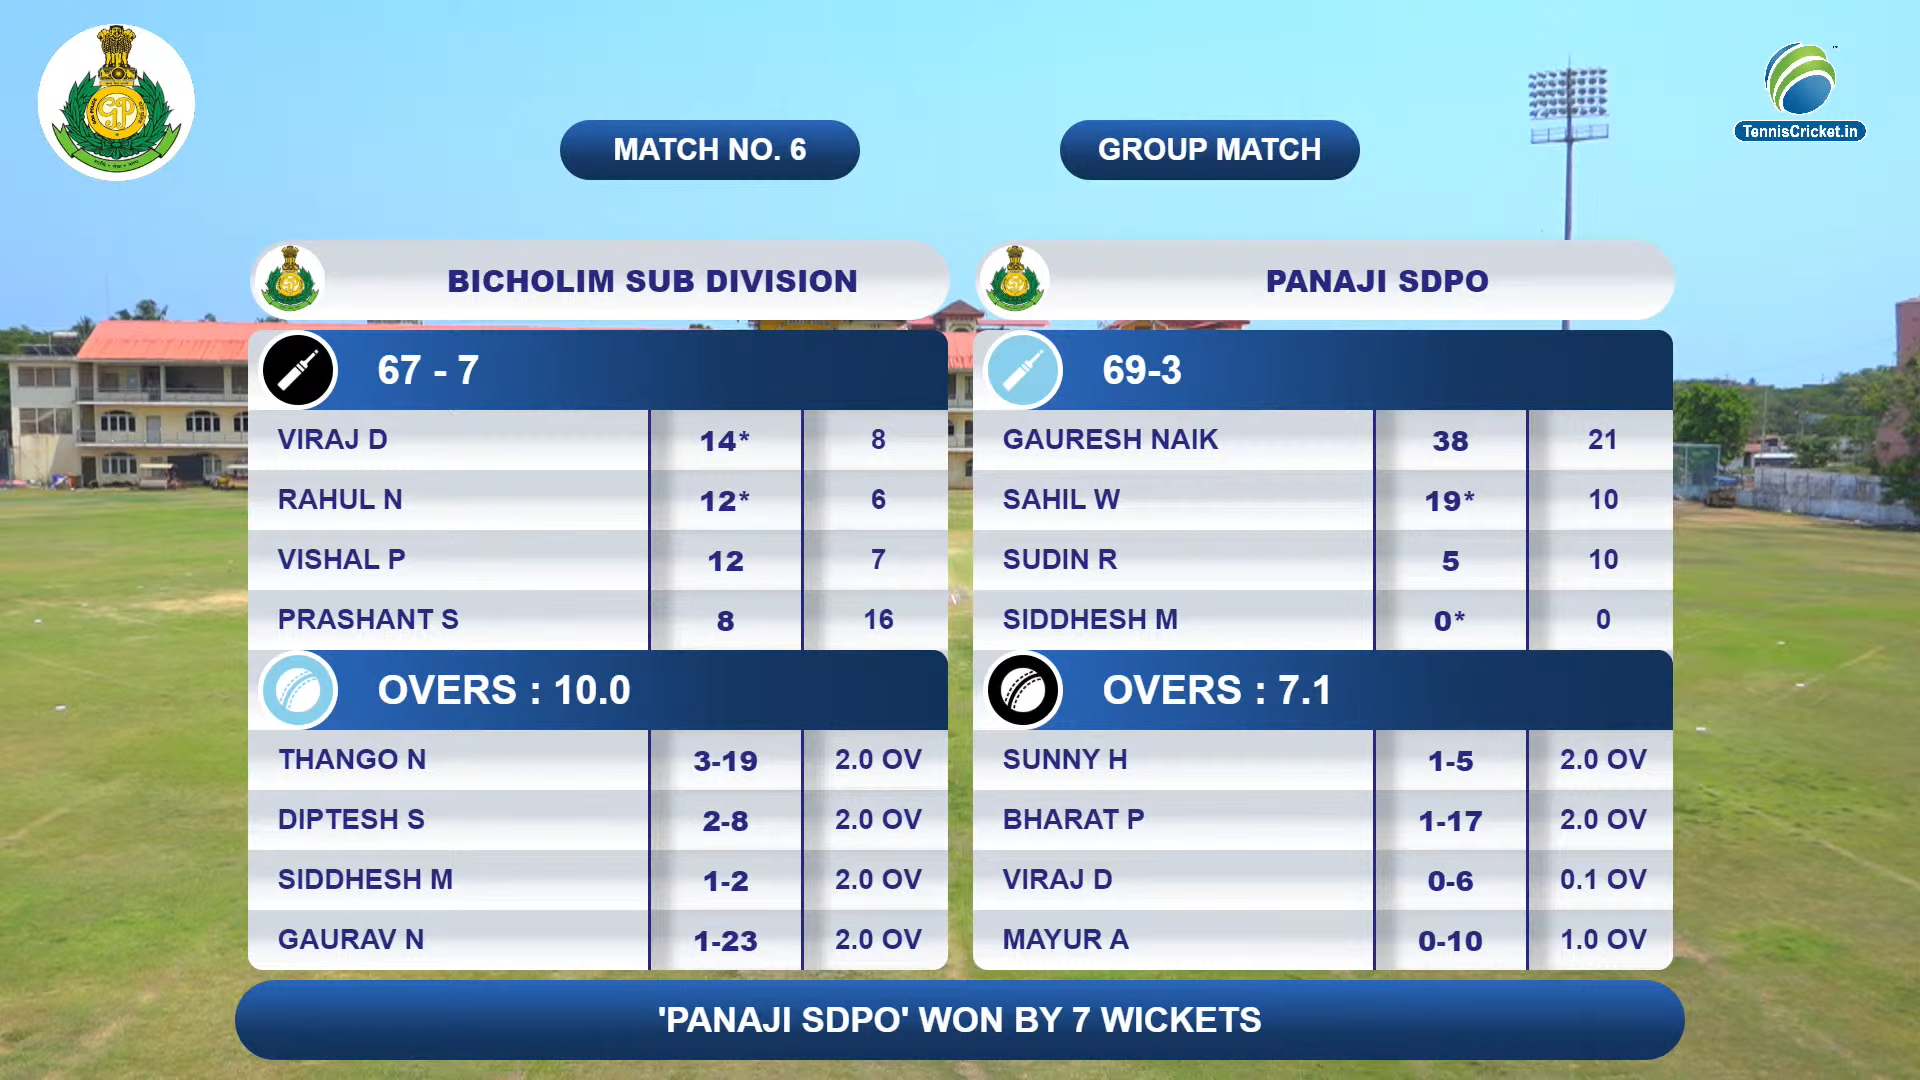 TennisCricket.in
MATCH NO. 6
GROUP MATCH
BICHOLIM SUB DIVISION
67 - 7
VIRAJ D 14* 8
RAHUL N 12* 6
VISHAL P 12 7
PRASHANT S 8 16
OVERS : 10.0
THANGO N 3-19 2.0 OV
DIPTESH S 2-8 2.0 OV
SIDDHESH M 1-2 2.0 OV
GAURAV N 1-23 2.0 OV
PANAJI SDPO
69-3
GAURESH NAIK 38 21
SAHIL W 19* 10
SUDIN R 5 10
SIDDHESH M 0* 0
OVERS : 7.1
SUNNY H 1-5 2.0 OV
BHARAT P 1-17 2.0 OV
VIRAJ D 0-6 0.1 OV
MAYUR A 0-10 1.0 OV
'PANAJI SDPO' WON BY 7 WICKETS